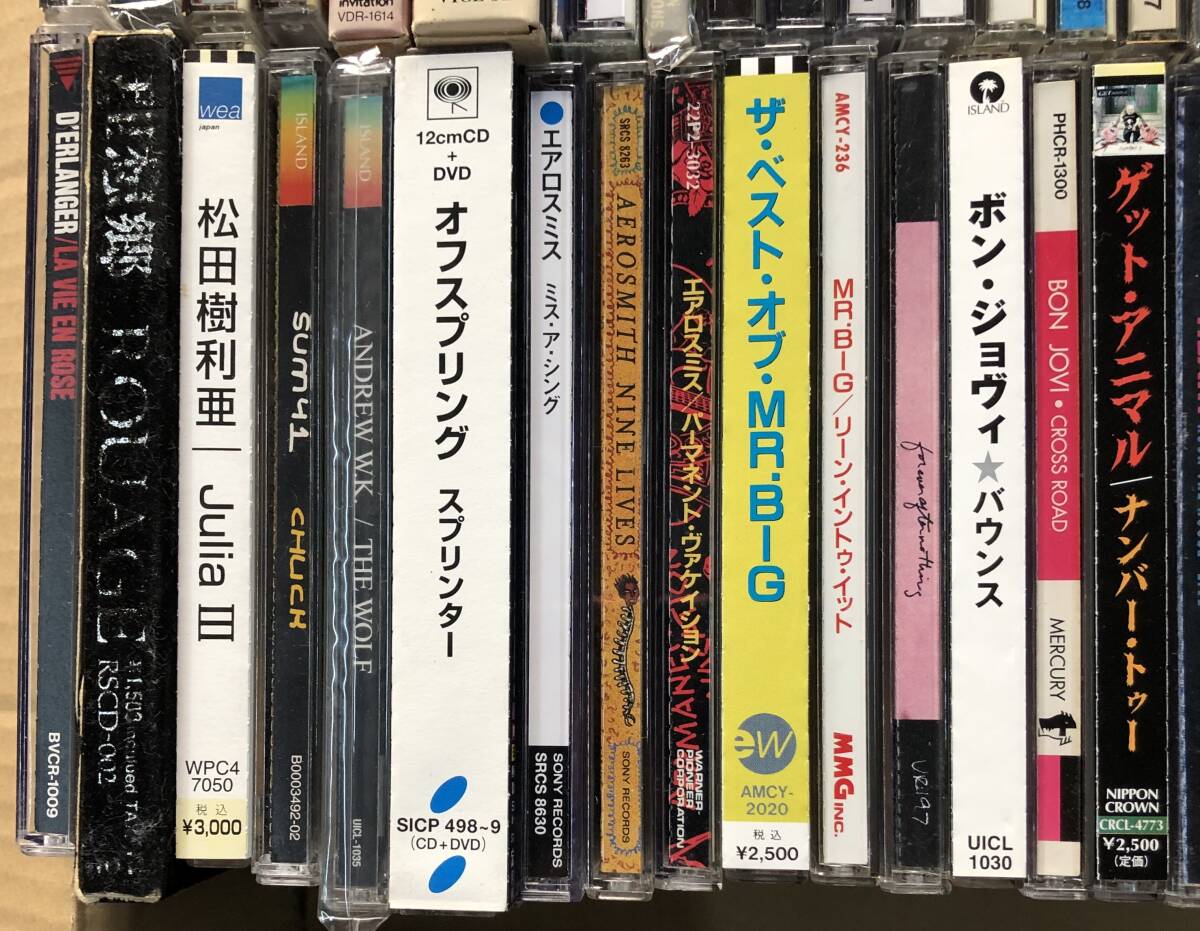 invitation
VDR-1614
D'ERLANGER/LA VIE EN ROSE
BVCR-1009
ROUAGE
RSCD-002
wea
japan
松田樹利亜 | Julia III
WPC4
7050
税込
¥3,000
ISLAND
SUM 41 CHUCK
B0003492-02
ISLAND
ANDREW W.K. / THE WOLF
UICL-1035
12cmCD
+
DVD
オフスプリング スプリンター
SICP 498~9
(CD+DVD)
エアロスミス ミス・ア・シング
SONY RECORDS
SRCS 8630
SRCS 8263
AEROSMITH NINE LIVES
SONY RECORDS
22P2-3032
エアロスミス/パーマネント・ヴァケイション
WARNER-PIONEER CORPORATION
ザ・ベスト・オブ・MR.BIG
ew
AMCY-
2020
税込
¥2,500
AMCY-236
MR.BIG/リーン・イントゥ・イット
MMG INC.
UR:197
ISLAND
ボン・ジョヴィ★バウンス
UICL
1030
PHCR-1300
BON JOVI・CROSS ROAD
MERCURY
ゲット・アニマル/ナンバー・トゥー
NIPPON
CROWN
CRCL-4773
¥2,500
(定価)